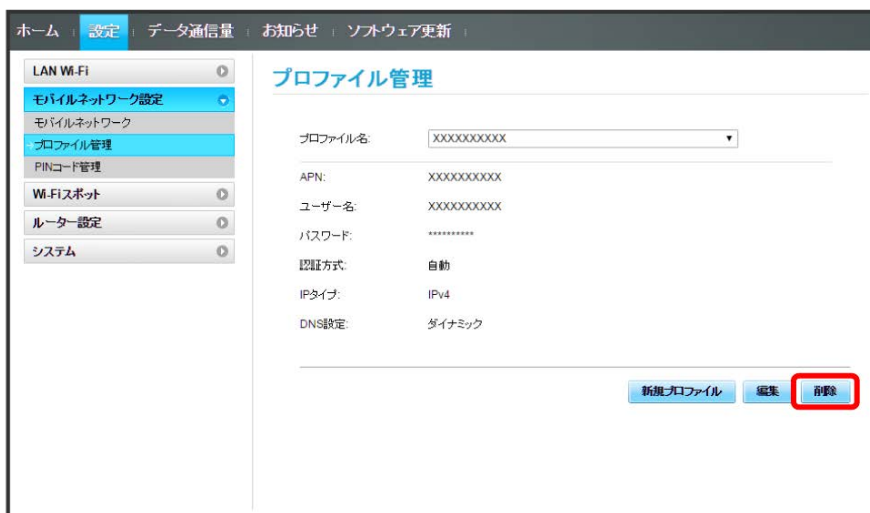 ホーム 設定 データ通信量 お知らせ ソフトウェア更新
LAN Wi-Fi
モバイルネットワーク設定
モバイルネットワーク
プロファイル管理
PINコード管理
Wi-Fiスポット
ルーター設定
システム
プロファイル管理
プロファイル名: XXXXXXXXXX
APN: XXXXXXXXXX
ユーザー名: XXXXXXXXXX
パスワード: **********
認証方式: 自動
IPタイプ: IPv4
DNS設定: ダイナミック
新規プロファイル 編集 削除